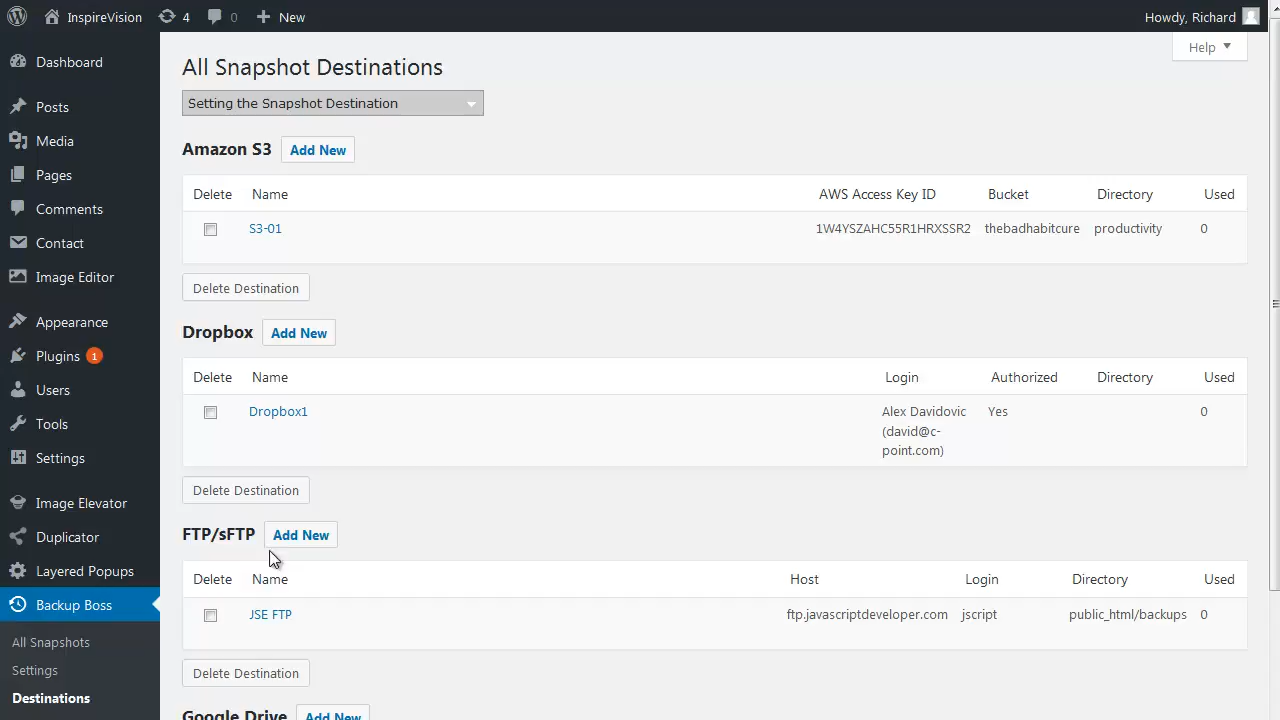 InspireVision 4 0 New Howdy, Richard
Help
Dashboard
Posts
Media
Pages
Comments
Contact
Image Editor
Appearance
Plugins 1
Users
Tools
Settings
Image Elevator
Duplicator
Layered Popups
Backup Boss
All Snapshots
Settings
Destinations
All Snapshot Destinations
Setting the Snapshot Destination
Amazon S3 Add New
Delete Name AWS Access Key ID Bucket Directory Used
S3-01 1W4YSZAHC55R1HRXSSR2 thebadhabitcure productivity 0
Delete Destination
Dropbox Add New
Delete Name Login Authorized Directory Used
Dropbox1 Alex Davidovic Yes 0
(david@c-
point.com)
Delete Destination
FTP/sFTP Add New
Delete Name Host Login Directory Used
JSE FTP ftp.javascriptdeveloper.com jscript public_html/backups 0
Delete Destination
Google Drive Add New